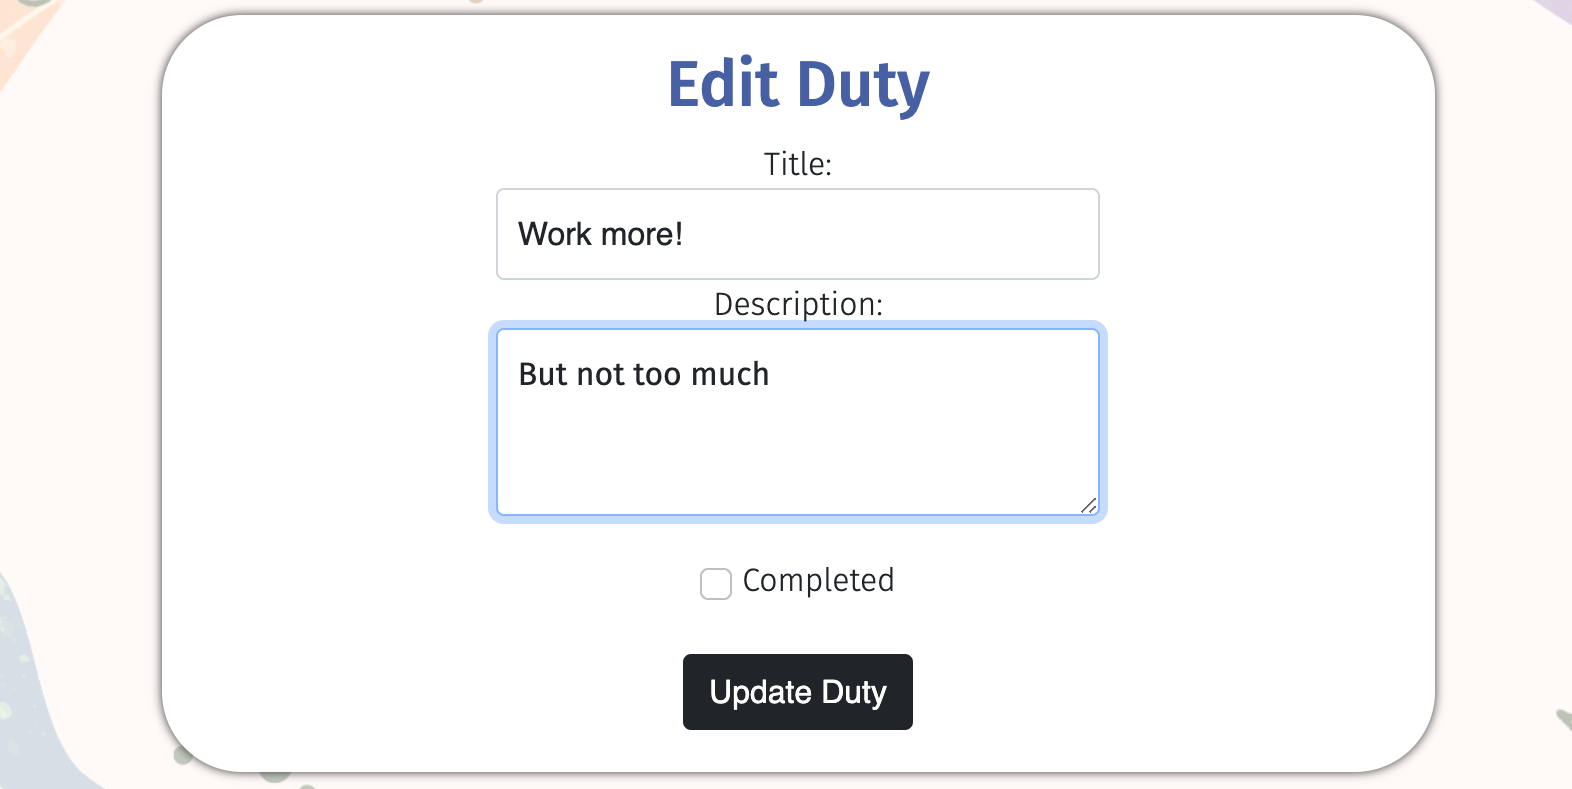 Edit Duty
Title:
Work more!
Description:
But not too much
Completed
Update Duty